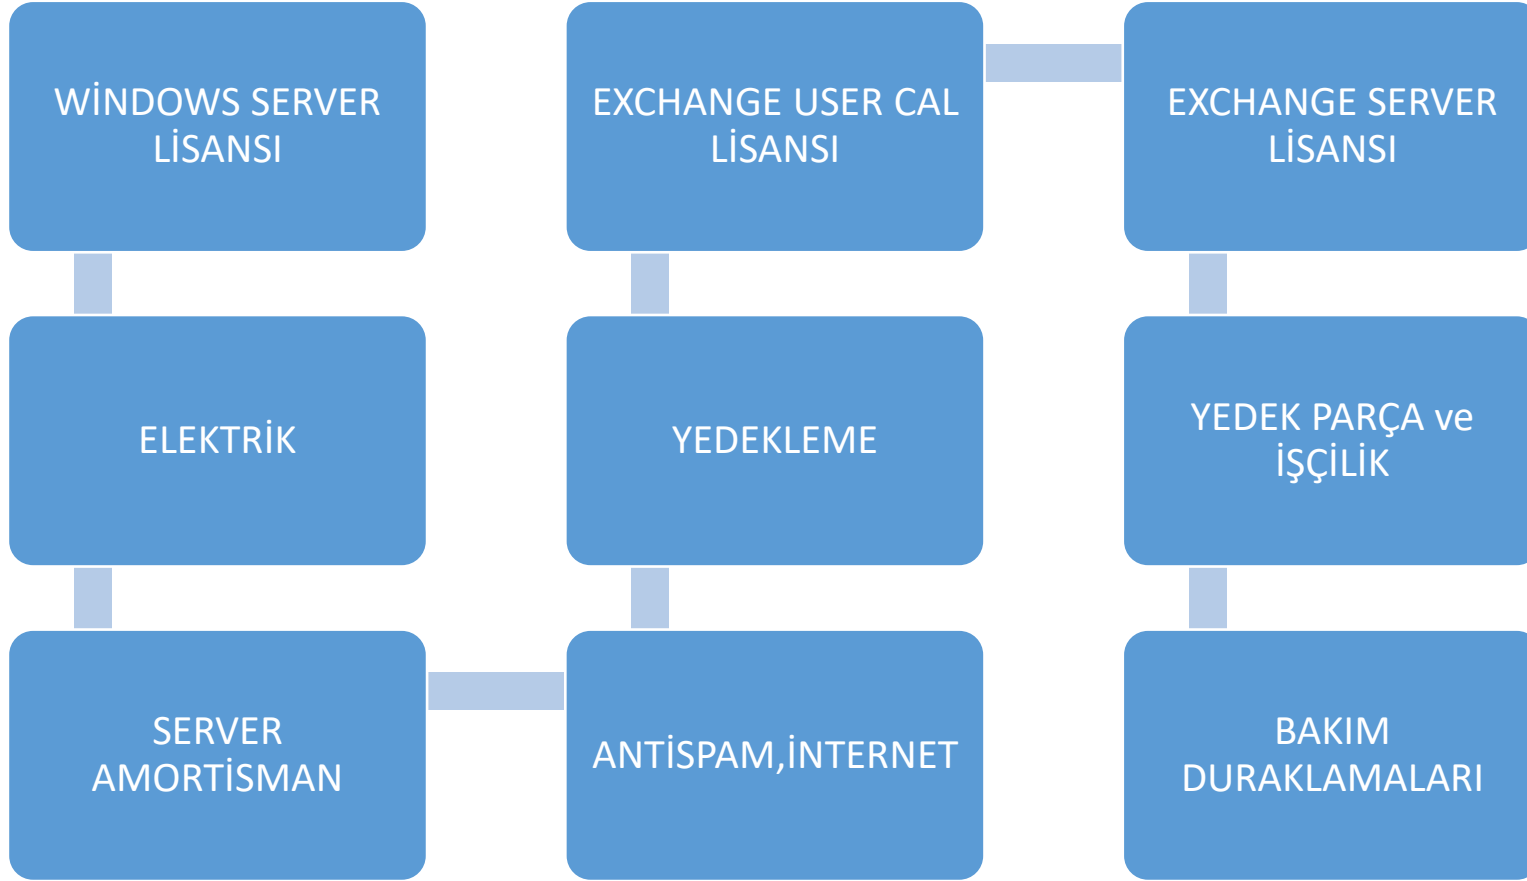 WİNDOWS SERVER
LİSANSI
ELEKTRİK
SERVER
AMORTİSMAN
ANTİSPAM,İNTERNET
YEDEKLEME
EXCHANGE USER CAL
LİSANSI
EXCHANGE SERVER
LİSANSI
YEDEK PARÇA ve
İŞÇİLİK
BAKIM
DURAKLAMALARI